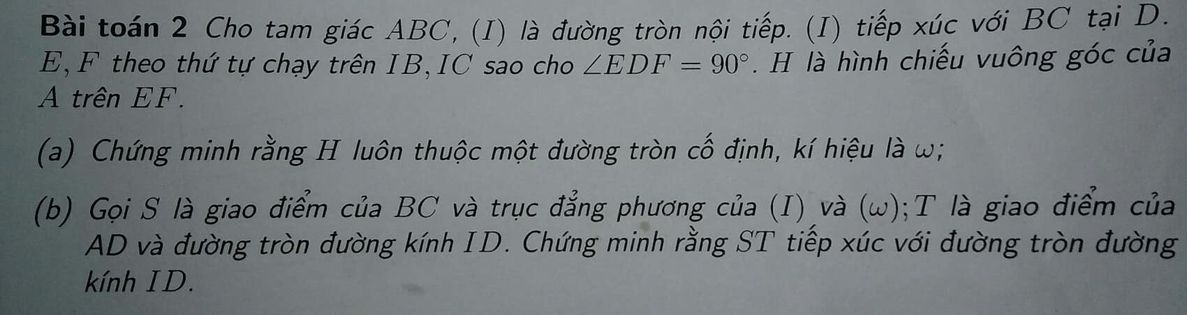 Bài toán 2 Cho tam giác ABC, (I) là đường tròn nội tiếp. (I) tiếp xúc với BC tại D.
E, F theo thứ tự chạy trên IB, IC sao cho ∠EDF = 90°. H là hình chiếu vuông góc của
A trên EF.
(a) Chứng minh rằng H luôn thuộc một đường tròn cố định, kí hiệu là ω;
(b) Gọi S là giao điểm của BC và trục đẳng phương của (I) và (ω); T là giao điểm của
AD và đường tròn đường kính ID. Chứng minh rằng ST tiếp xúc với đường tròn đường
kính ID.